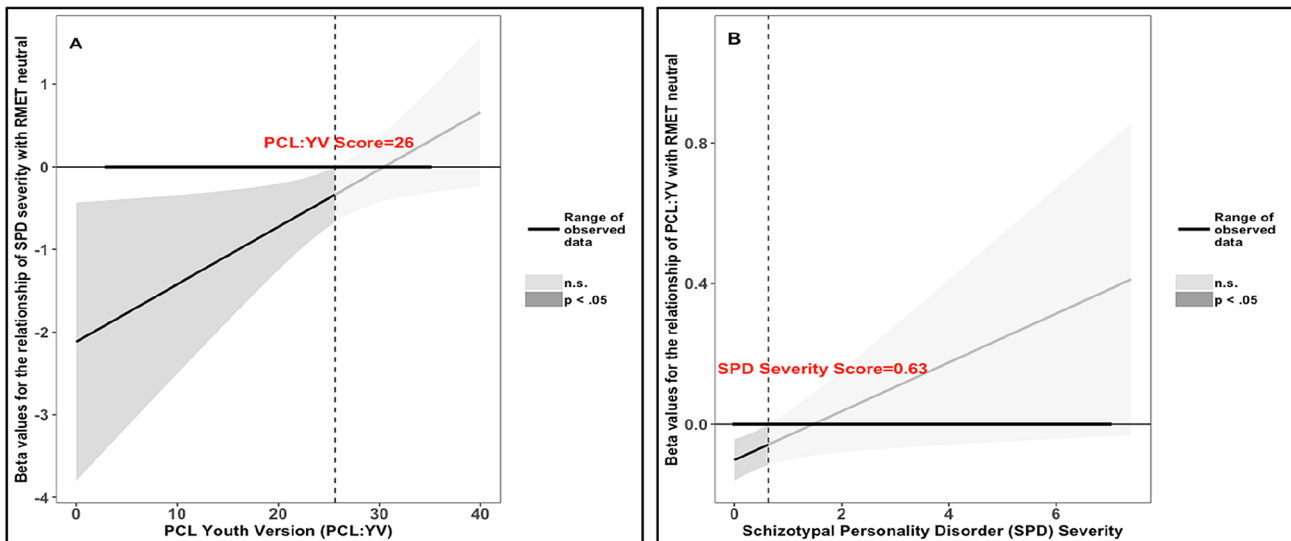 A
Beta values for the relationship of SPD severity with RMET neutral
1
0
-1
-2
-3
-4
PCL:YV Score=26
0
10
20
30
40
PCL Youth Version (PCL:YV)
Range of
observed
data
n.s.
p < .05
B
Beta values for the relationship of PCL:YV with RMET neutral
0.8
0.4
0.0
SPD Severity Score=0.63
0
2
4
6
Schizotypal Personality Disorder (SPD) Severity
Range of
observed
data
n.s.
p < .05